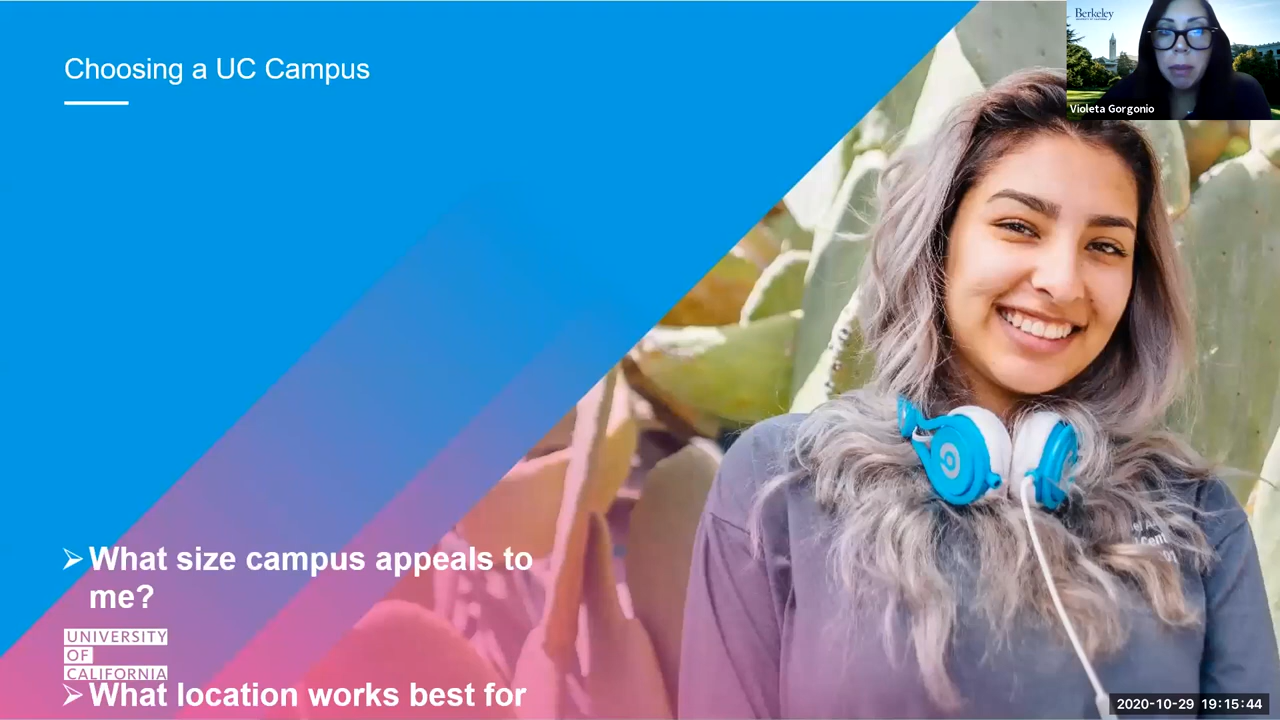 Choosing a UC Campus
Berkeley
Violeta Gorgonio
➢What size campus appeals to
me?
UNIVERSITY
OF
CALIFORNIA
➢What location works best for
2020-10-29 19:15:44